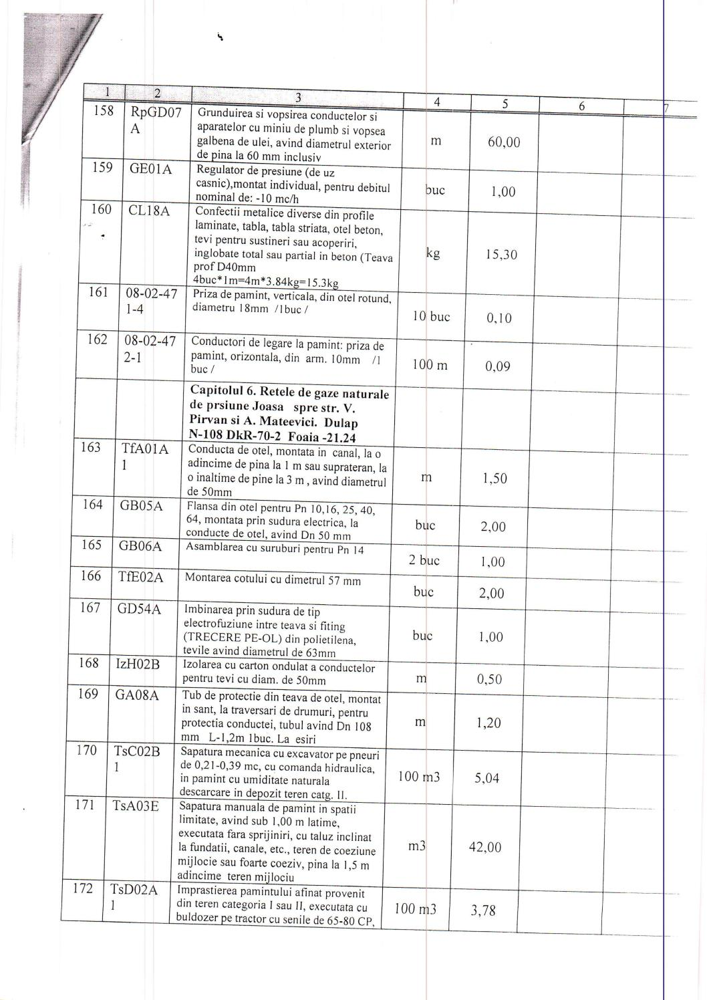 1 2 3 4 5 6 7
158 RpGD07 A Grunduirea si vopsirea conductelor si
aparatelor cu miniu de plumb si vopsea
galbena de ulei, avind diametrul exterior
de pina la 60 mm inclusiv
m 60,00
159 GE01A Regulator de presiune (de uz
casnic),montat individual, pentru debitul
nominal de: -10 mc/h
buc 1,00
160 CL18A Confectii metalice diverse din profile
laminate, tabla, tabla striata, otel beton,
tevi pentru sustineri sau acoperiri,
inglobate total sau partial in beton (Teava
prof D40mm
4buc*1m=4m*3.84kg=15.3kg
kg 15,30
161 08-02-47 1-4 Priza de pamint, verticala, din otel rotund,
diametru 18mm /1buc /
10 buc 0,10
162 08-02-47 2-1 Conductori de legare la pamint: priza de
pamint, orizontala, din arm. 10mm /1
buc /
100 m 0,09
Capitolul 6. Retele de gaze naturale
de prsiune Joasa spre str. V.
Pirvan si A. Mateevici. Dulap
N-108 DkR-70-2 Foaia -21.24
163 TfA01A 1 Conducta de otel, montata in canal, la o
adincime de pina la 1 m sau suprateran, la
o inaltime de pine la 3 m , avind diametrul
de 50mm
m 1,50
164 GB05A Flansa din otel pentru Pn 10,16, 25, 40,
64, montata prin sudura electrica, la
conducte de otel, avind Dn 50 mm
buc 2,00
165 GB06A Asamblarea cu suruburi pentru Pn 14
2 buc 1,00
166 TfE02A Montarea cotului cu dimetrul 57 mm
buc 2,00
167 GD54A Imbinarea prin sudura de tip
electrofuziune intre teava si fiting
(TRECERE PE-OL) din polietilena,
tevile avind diametrul de 63mm
buc 1,00
168 IzH02B Izolarea cu carton ondulat a conductelor
pentru tevi cu diam. de 50mm
m 0,50
169 GA08A Tub de protectie din teava de otel, montat
in sant, la traversari de drumuri, pentru
protectia conductei, tubul avind Dn 108
mm L-1,2m 1buc. La esiri
m 1,20
170 TsC02B 1 Sapatura mecanica cu excavator pe pneuri
de 0,21-0,39 mc, cu comanda hidraulica,
in pamint cu umiditate naturala
descarcare in depozit teren catg. II.
100 m3 5,04
171 TsA03E Sapatura manuala de pamint in spatii
limitate, avind sub 1,00 m latime,
executata fara sprijiniri, cu taluz inclinat
la fundatii, canale, etc., teren de coeziune
mijlocie sau foarte coeziv, pina la 1,5 m
adincime teren mijlociu
m3 42,00
172 TsD02A 1 Imprastierea pamintului afinat provenit
din teren categoria I sau II, executata cu
buldozer pe tractor cu senile de 65-80 CP,
100 m3 3,78